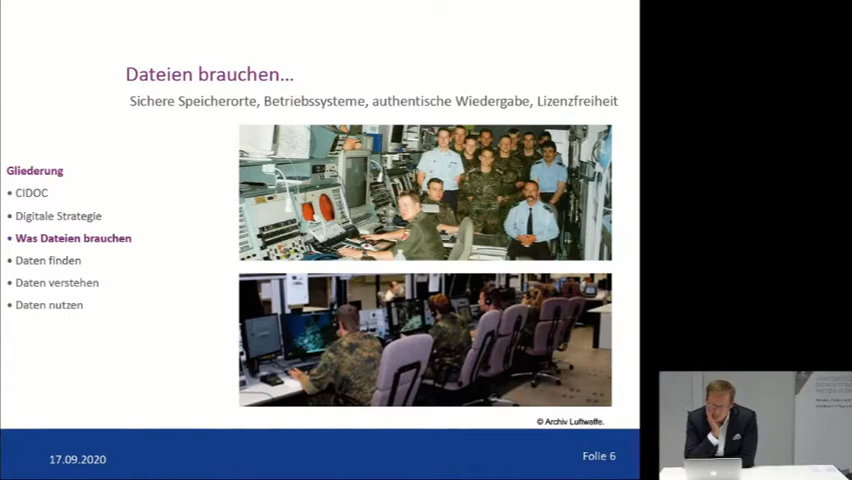 Dateien brauchen...
Sichere Speicherorte, Betriebssysteme, authentische Wiedergabe, Lizenzfreiheit
Gliederung
• CIDOC
• Digitale Strategie
• Was Dateien brauchen
• Daten finden
• Daten verstehen
• Daten nutzen
© Archiv Luftwaffe.
17.09.2020
Folie 6